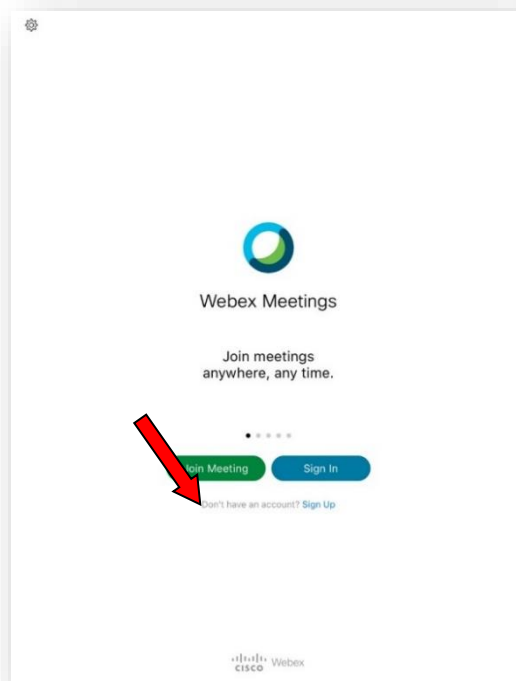 Webex Meetings
Join meetings
anywhere, any time.
Join Meeting
Sign In
Don't have an account? Sign Up
CISCO Webex